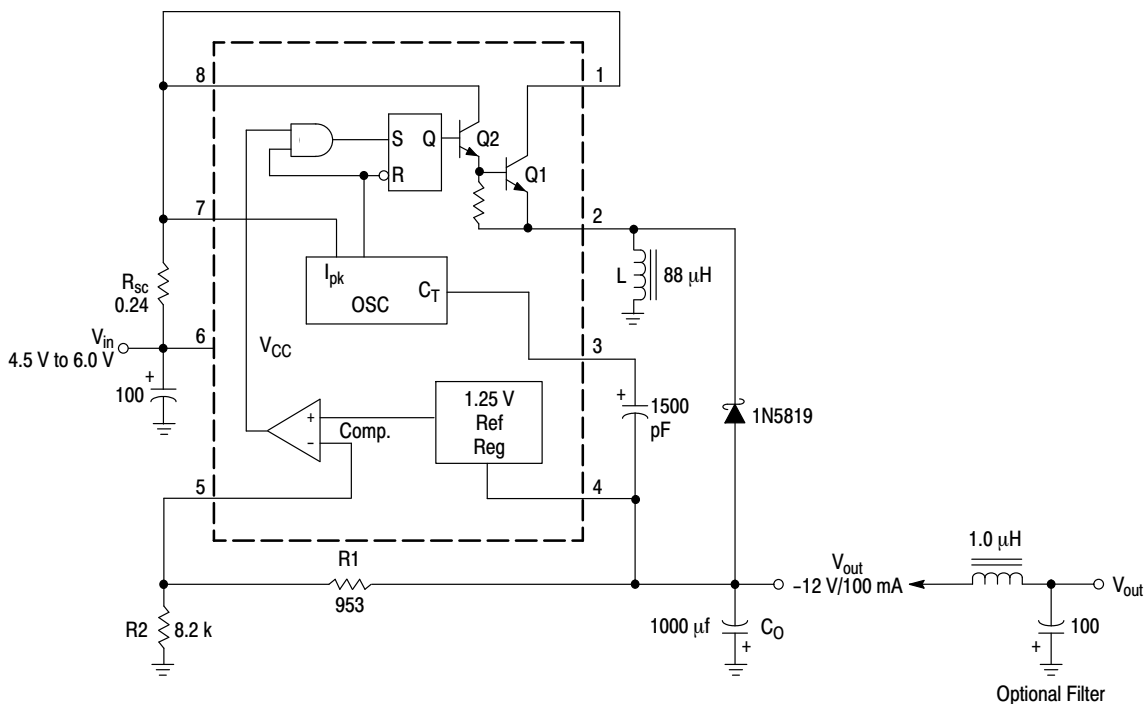 8
1
S
Q
Q2
R
Q1
7
2
Rsc
0.24
Ipk
CT
OSC
L
88 μH
Vin
4.5 V to 6.0 V
6
VCC
3
100
+
+
−
Comp.
1.25 V
Ref
Reg
+
1500
pF
1N5819
5
4
R1
953
Vout
−12 V/100 mA
1.0 μH
Vout
R2
8.2 k
1000 μf
CO
+
100
+
Optional Filter